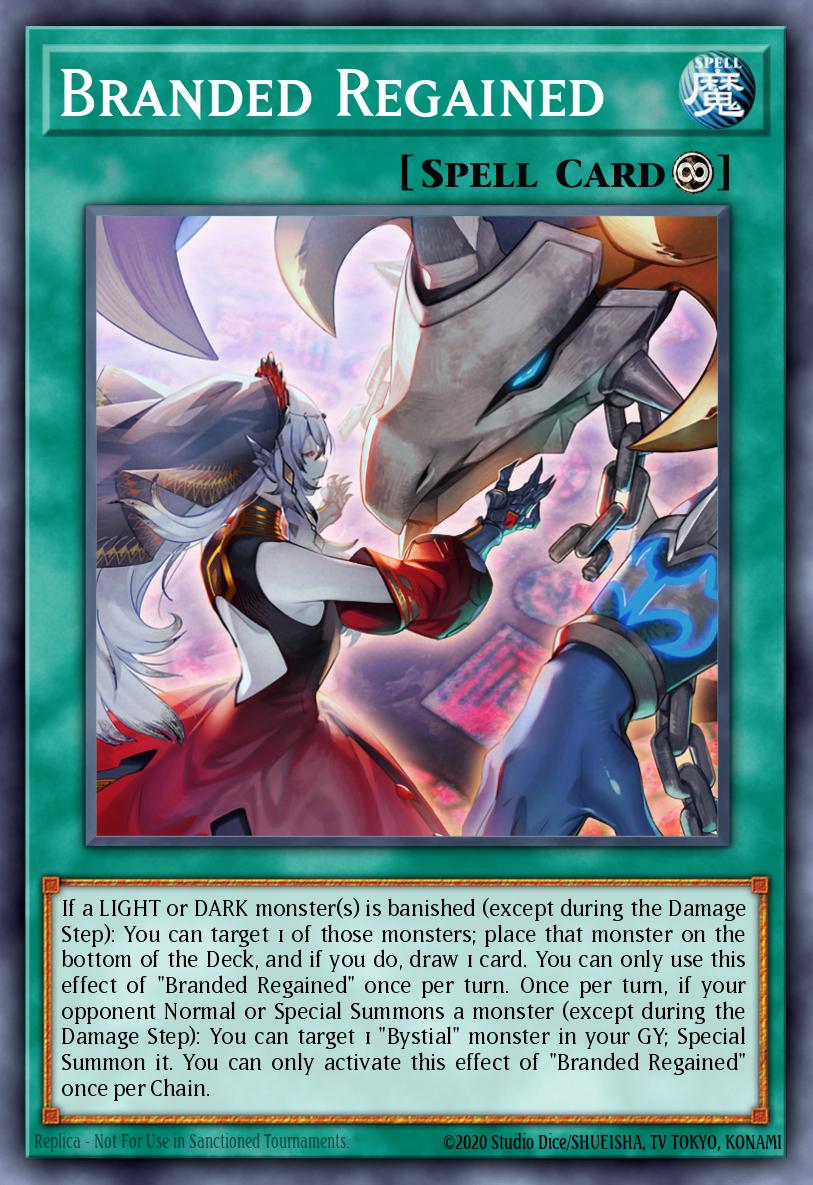 Branded Regained
SPELL
魔
[Spell Card]
If a LIGHT or DARK monster(s) is banished (except during the Damage
Step): You can target 1 of those monsters; place that monster on the
bottom of the Deck, and if you do, draw 1 card. You can only use this
effect of "Branded Regained" once per turn. Once per turn, if your
opponent Normal or Special Summons a monster (except during the
Damage Step): You can target 1 "Bystial" monster in your GY; Special
Summon it. You can only activate this effect of "Branded Regained"
once per Chain.
Replica - Not For Use in Sanctioned Tournaments.
©2020 Studio Dice/SHUEISHA, TV TOKYO, KONAMI